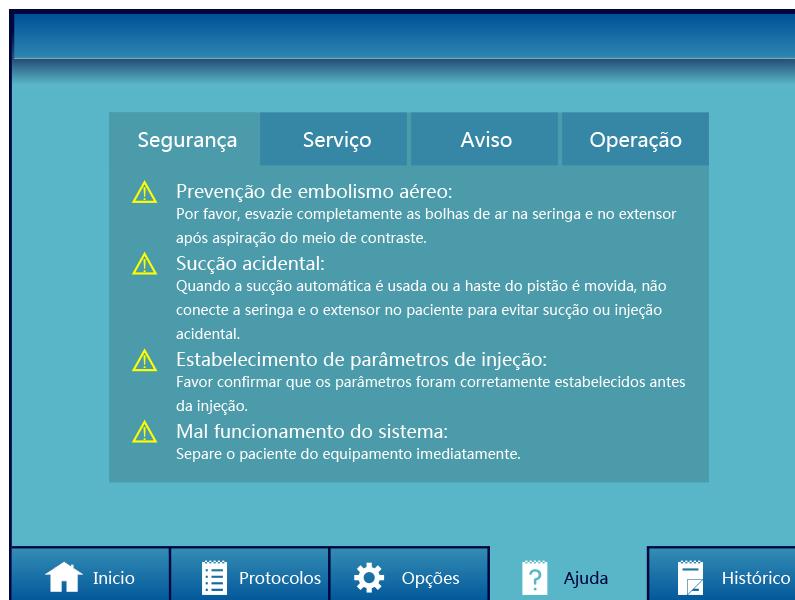 Segurança Serviço Aviso Operação
Prevenção de embolismo aéreo:
Por favor, esvazie completamente as bolhas de ar na seringa e no extensor
após aspiração do meio de contraste.
Sucção acidental:
Quando a sucção automática é usada ou a haste do pistão é movida, não
conecte a seringa e o extensor no paciente para evitar sucção ou injeção
acidental.
Estabelecimento de parâmetros de injeção:
Favor confirmar que os parâmetros foram corretamente estabelecidos antes
da injeção.
Mal funcionamento do sistema:
Separe o paciente do equipamento imediatamente.
Inicio Protocolos Opções Ajuda Histórico